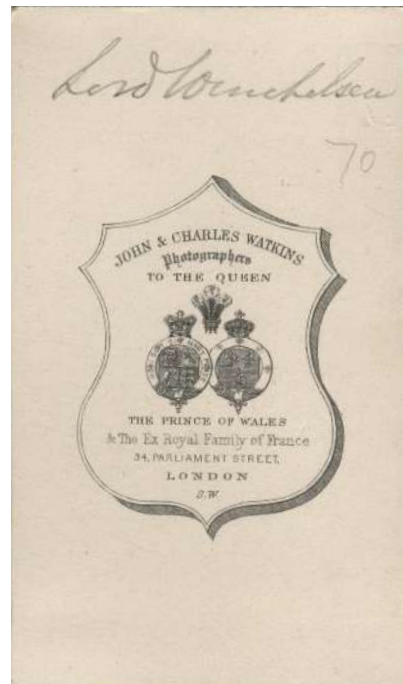 Lord Winchelsea
70
JOHN & CHARLES WATKINS
Photographers
TO THE QUEEN
THE PRINCE OF WALES
& The Ex Royal Family of France
34, PARLIAMENT STREET,
LONDON
S.W.